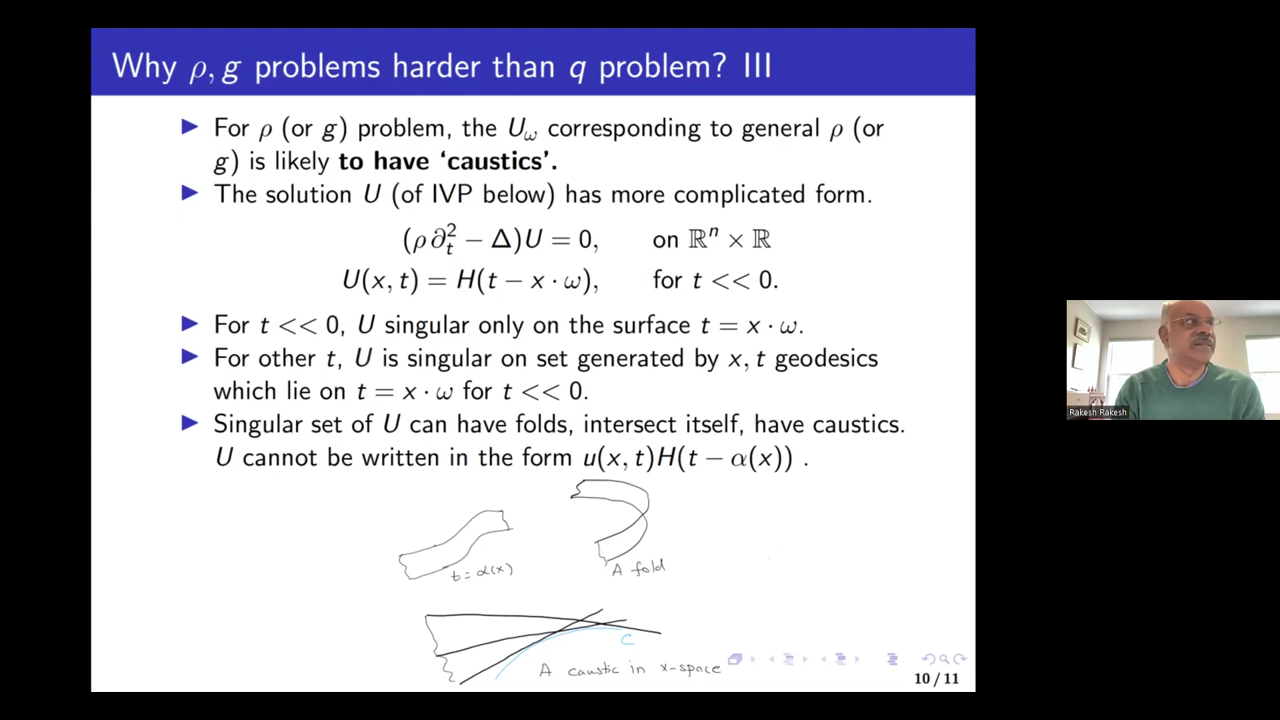 Why ρ, g problems harder than q problem? III
▶ For ρ (or g) problem, the U_ω corresponding to general ρ (or
g) is likely to have ‘caustics’.
▶ The solution U (of IVP below) has more complicated form.
(ρ ∂_t^2 − Δ)U = 0, on ℝ^n × ℝ
U(x, t) = H(t − x · ω), for t << 0.
▶ For t << 0, U singular only on the surface t = x · ω.
▶ For other t, U is singular on set generated by x, t geodesics
which lie on t = x · ω for t << 0.
▶ Singular set of U can have folds, intersect itself, have caustics.
U cannot be written in the form u(x, t)H(t − α(x)) .
t = α(x)
A fold
C
A caustic in x-space
10 / 11
Rakesh Rakesh